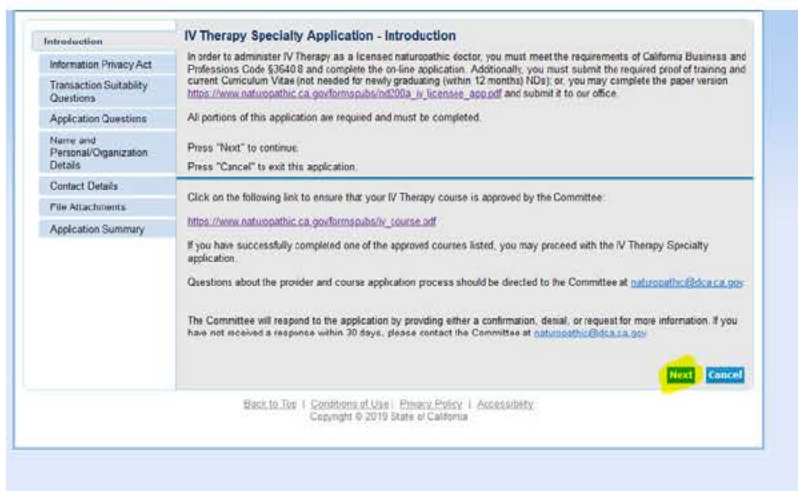 Introduction
Information Privacy Act
Transaction Suitability
Questions
Application Questions
Name and
Personal/Organization
Details
Contact Details
File Attachments
Application Summary
IV Therapy Specialty Application - Introduction
In order to administer IV Therapy as a licensed naturopathic doctor, you must meet the requirements of California Business and
Professions Code §3640.8 and complete the on-line application. Additionally, you must submit the required proof of training and
current Curriculum Vitae (not needed for newly graduating (within 12 months) NDs); or, you may complete the paper version
https://www.naturopathic.ca.gov/formspubs/nd200a_iv_licensee_app.pdf and submit it to our office.
All portions of this application are required and must be completed.
Press "Next" to continue.
Press "Cancel" to exit this application.
Click on the following link to ensure that your IV Therapy course is approved by the Committee:
https://www.naturopathic.ca.gov/formspubs/iv_course.pdf
If you have successfully completed one of the approved courses listed, you may proceed with the IV Therapy Specialty
application.
Questions about the provider and course application process should be directed to the Committee at naturopathic@dca.ca.gov.
The Committee will respond to the application by providing either a confirmation, denial, or request for more information. If you
have not received a response within 30 days, please contact the Committee at naturopathic@dca.ca.gov
Next Cancel
Back to Top | Conditions of Use | Privacy Policy | Accessibility
Copyright © 2019 State of California